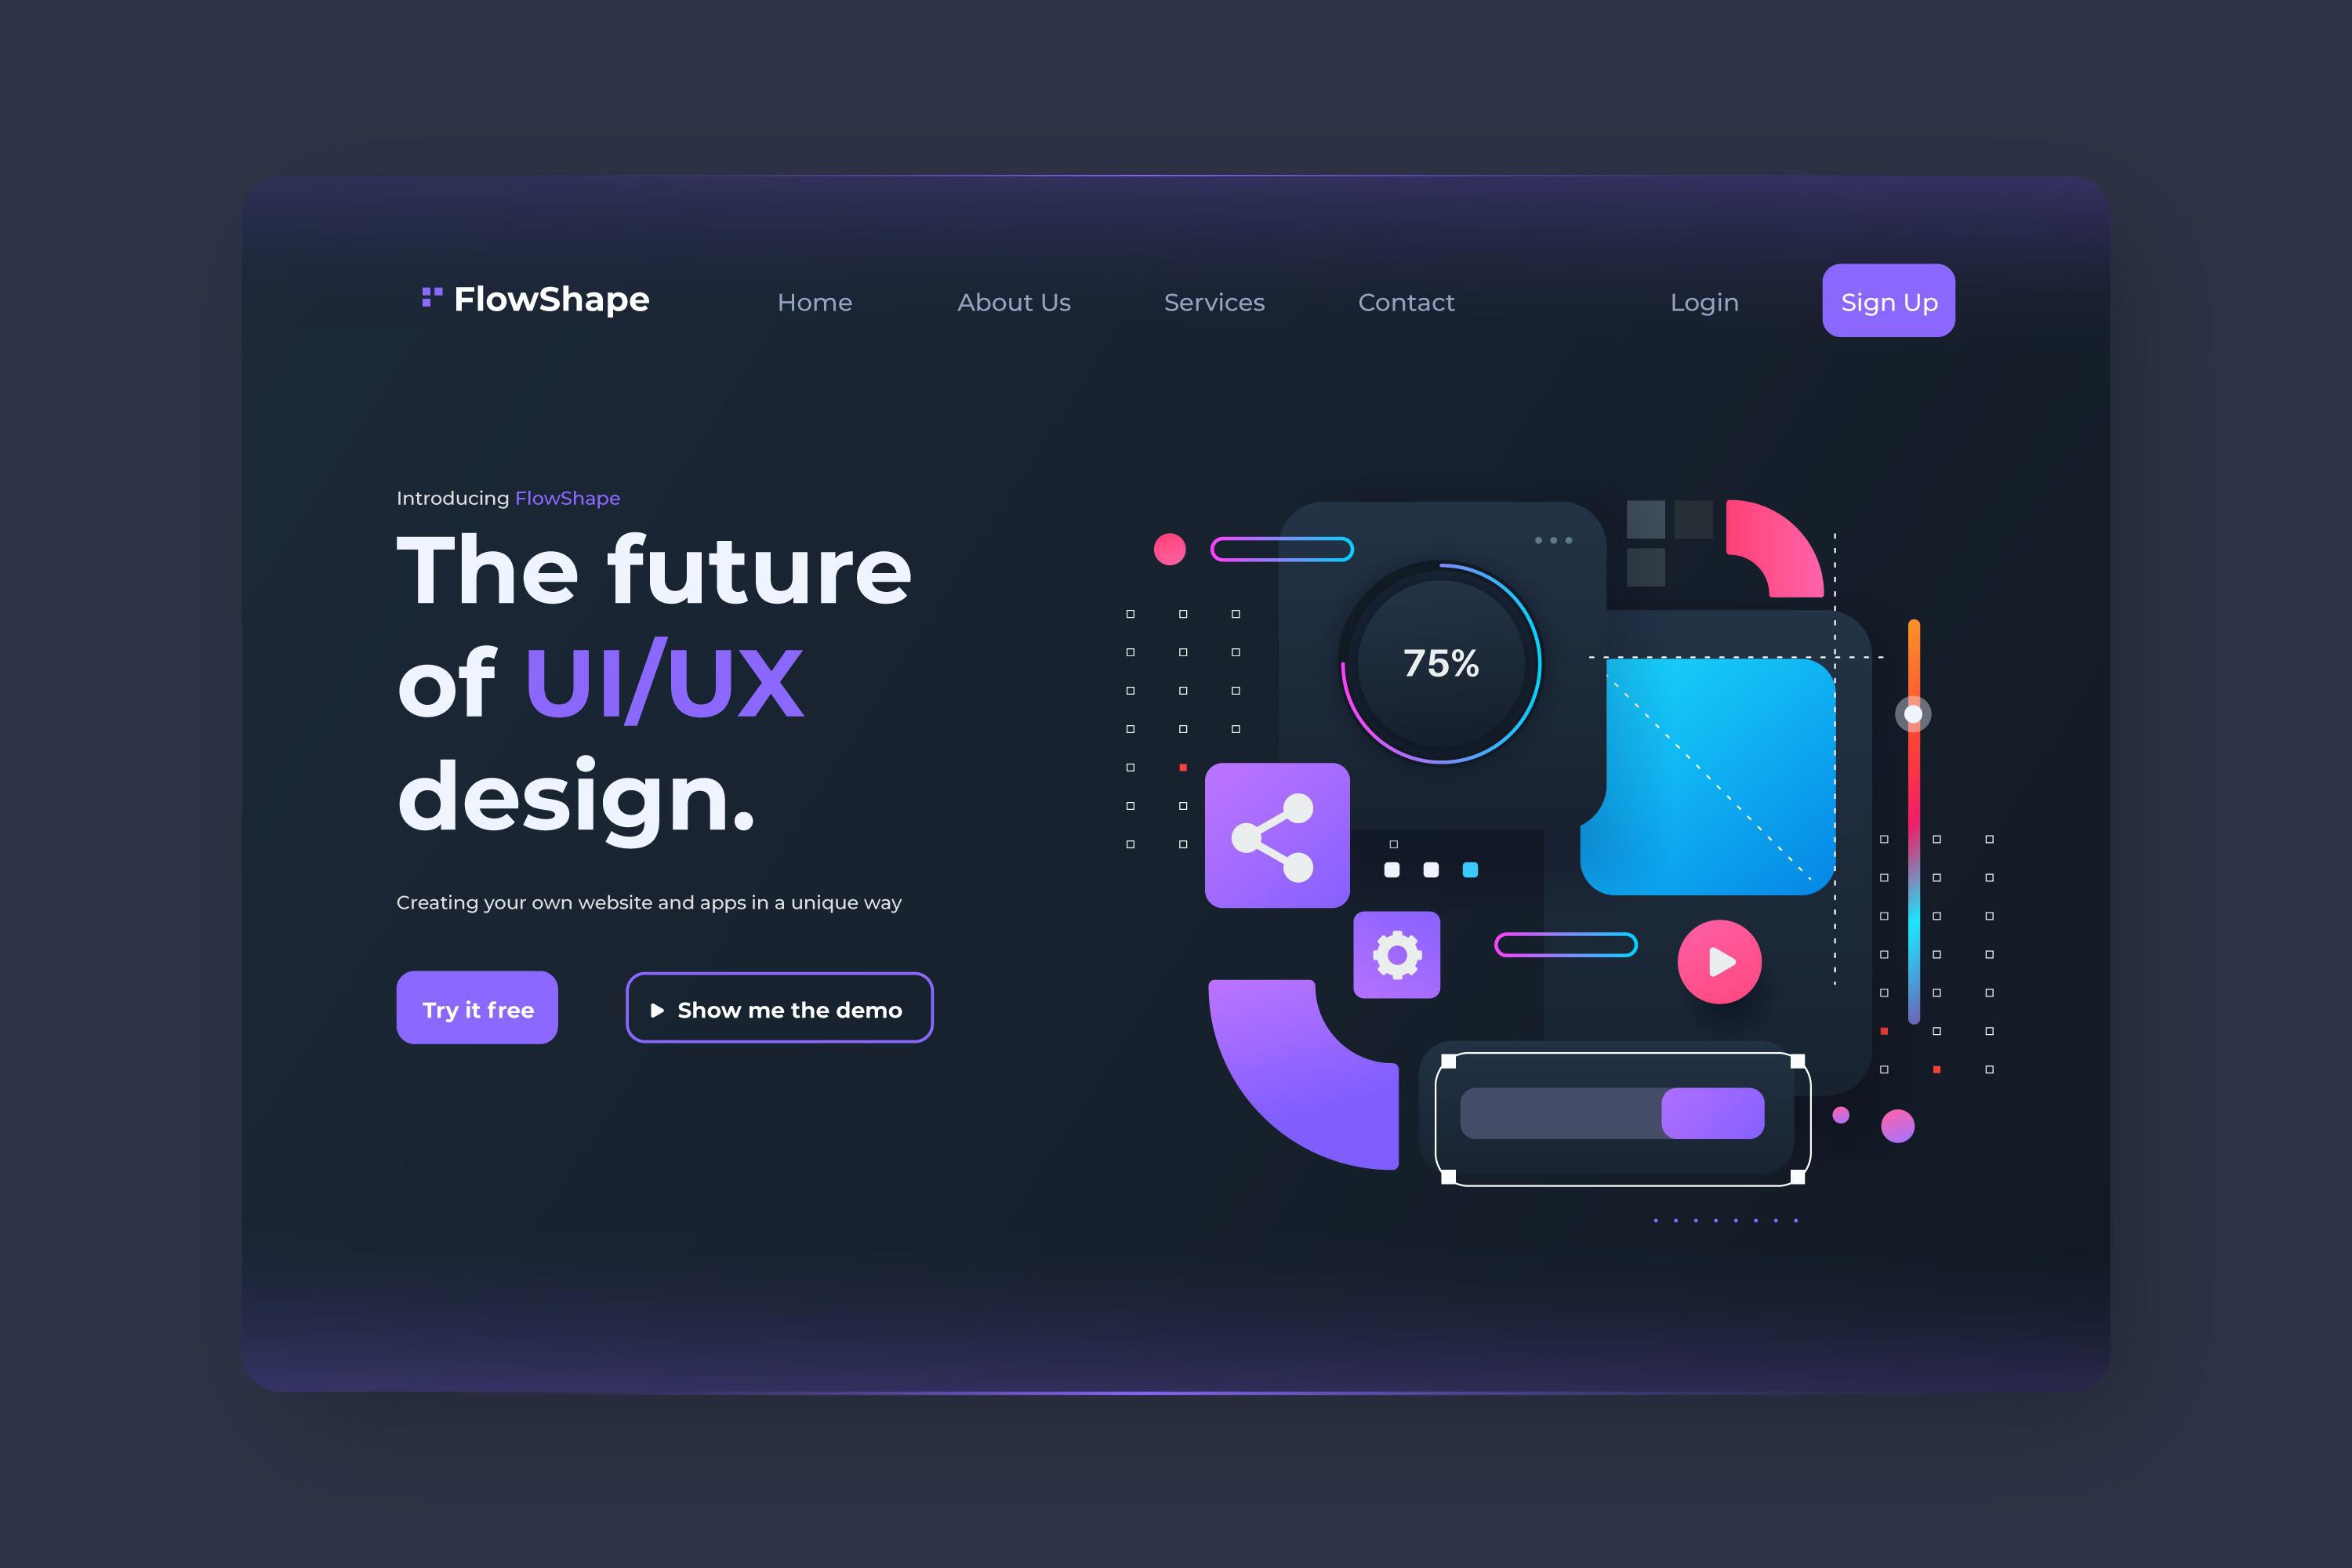 FlowShape
Home
About Us
Services
Contact
Login
Sign Up
Introducing FlowShape
The future
of UI/UX
design.
Creating your own website and apps in a unique way
Try it free
Show me the demo
75%